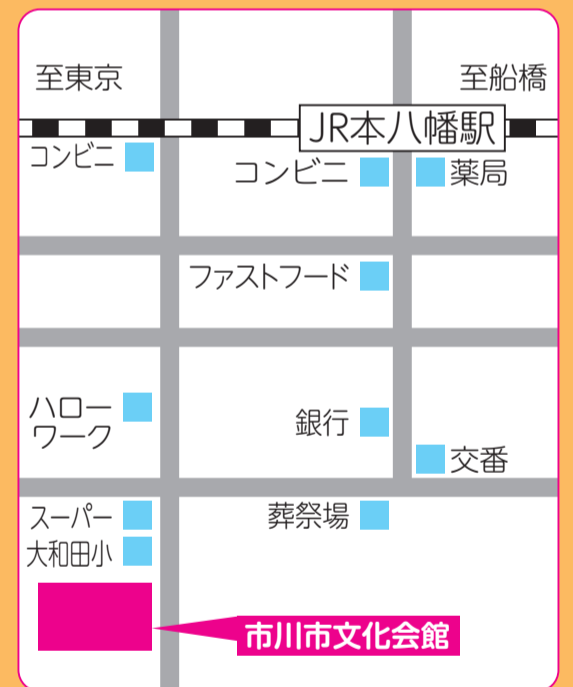 至東京
至船橋
JR本八幡駅
コンビニ
コンビニ
薬局
ファストフード
ハロー
ワーク
銀行
交番
スーパー
葬祭場
大和田小
市川市文化会館